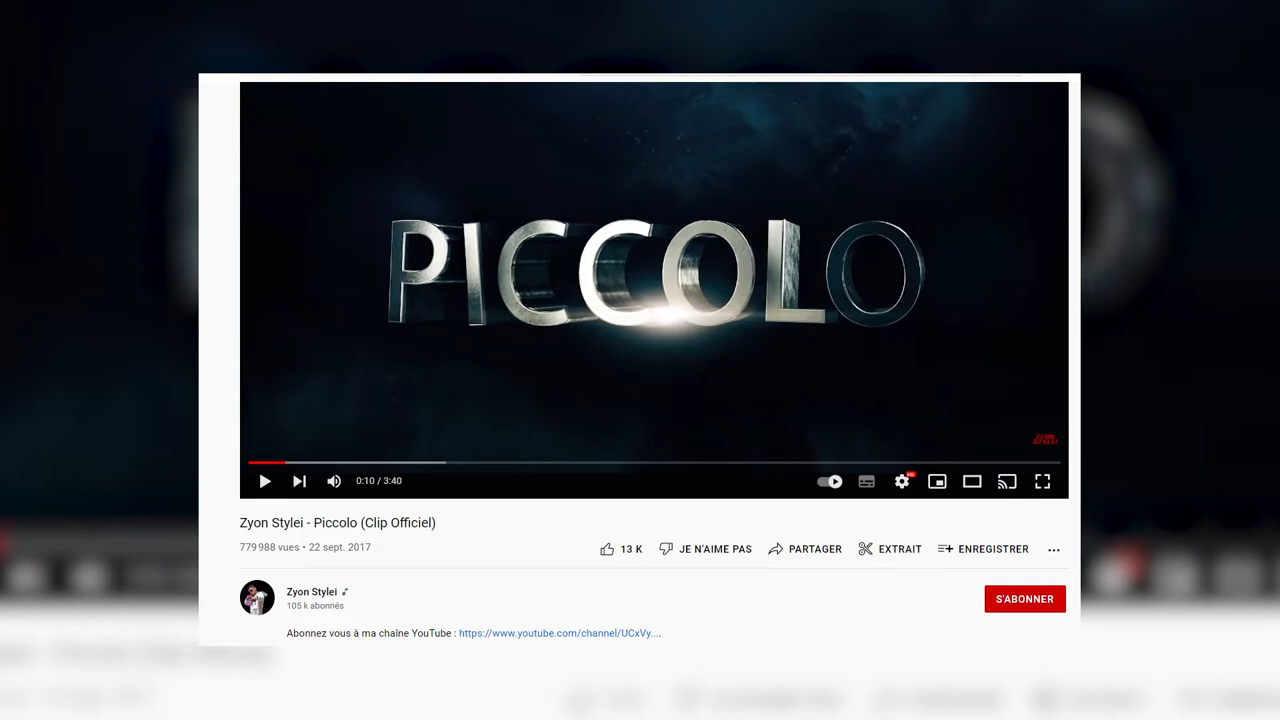 PICCOLO
0:10 / 3:40
HD
Zyon Stylei - Piccolo (Clip Officiel)
779 988 vues • 22 sept. 2017
13 K
JE N'AIME PAS
PARTAGER
EXTRAIT
ENREGISTRER
Zyon Stylei
105 k abonnés
S'ABONNER
Abonnez vous à ma chaîne YouTube : https://www.youtube.com/channel/UCxVy....